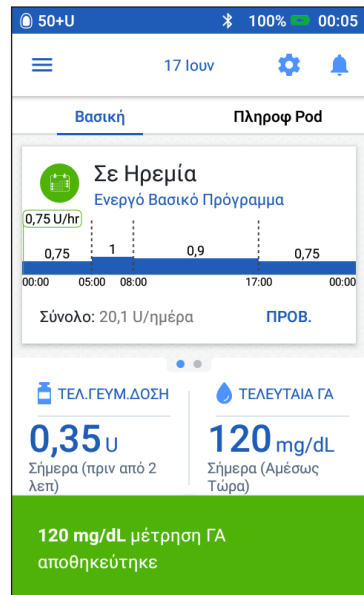 50+U 100% 00:05
17 Ιουν
Βασική Πληροφ Pod
Σε Ηρεμία
Ενεργό Βασικό Πρόγραμμα
0,75 U/hr
0,75 1 0,9 0,75
00:00 05:00 08:00 17:00 00:00
Σύνολο: 20,1 U/ημέρα ΠΡΟΒ.
ΤΕΛ.ΓΕΥΜ.ΔΟΣΗ ΤΕΛΕΥΤΑΙΑ ΓΑ
0,35 U 120 mg/dL
Σήμερα (πριν από 2 Σήμερα (Αμέσως
λεπ) Τώρα)
120 mg/dL μέτρηση ΓΑ
αποθηκεύτηκε